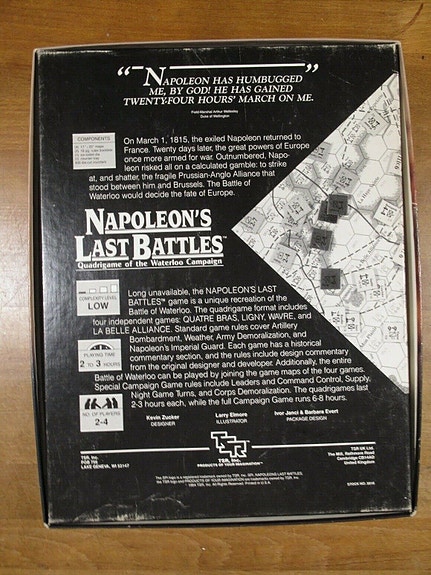 “NAPOLEON HAS HUMBUGGED
ME, BY GOD! HE HAS GAINED
TWENTY-FOUR HOURS’ MARCH ON ME.
Field-Marshal Arthur Wellesley
Duke of Wellington
COMPONENTS
On March 1, 1815, the exiled Napoleon returned to
France. Twenty days later, the great powers of Europe
once more armed for war. Outnumbered, Napo-
leon risked all on a calculated gamble: to strike
at, and shatter, the fragile Prussian-Anglo Alliance that
stood between him and Brussels. The Battle of
Waterloo would decide the fate of Europe.
NAPOLEON'S
LAST BATTLES™
Quadrigame of the Waterloo Campaign
COMPLEXITY LEVEL
LOW
Long unavailable, the NAPOLEON'S LAST
BATTLES™ game is a unique recreation of the
Battle of Waterloo. The quadrigame format includes
four independent games: QUATRE BRAS, LIGNY, WAVRE, and
LA BELLE ALLIANCE. Standard game rules cover Artillery
Bombardment, Weather, Army Demoralization, and
Napoleon's Imperial Guard. Each game has a historical
commentary section, and the rules include design commentary
from the original designer and developer. Additionally, the entire
Battle of Waterloo can be played by joining the game maps of the four games.
Special Campaign Game rules include Leaders and Command Control, Supply,
Night Game Turns, and Corps Demoralization. The quadrigames last
2-3 hours each, while the full Campaign Game runs 6-8 hours.
PLAYING TIME
2 TO 3 HOURS
NO. OF PLAYERS
2-4
Kevin Zucker
DESIGNER
Larry Elmore
ILLUSTRATOR
Ivor Janci & Barbara Evert
PACKAGE DESIGN
TSR, Inc.
POB 756
LAKE GENEVA, WI 53147
TSR
TSR, Inc.
PRODUCTS OF YOUR IMAGINATION™
TSR UK Ltd.
The Mill, Rathmore Road
Cambridge CB14AD
United Kingdom